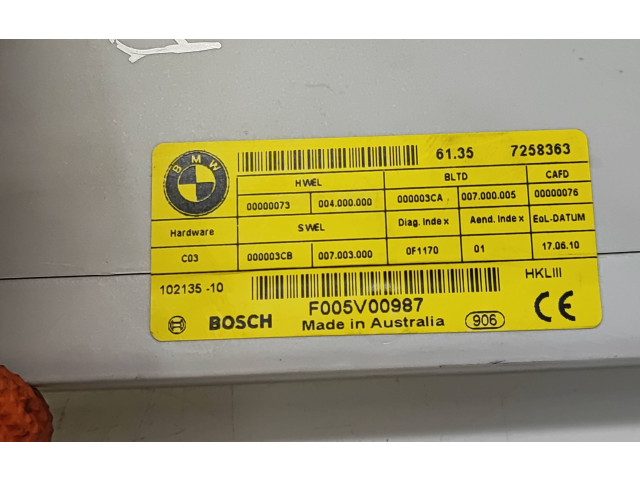 BMW
61.35 7258363
HWEL BLTD CAFD
00000073 004.000.000 000003CA 007.000.005 00000076
Hardware SWEL Diag. Index Aend. Index EoL-DATUM
C03 000003CB 007.003.000 0F1170 01 17.06.10
102135 -10 HKLIII
F005V00987
BOSCH Made in Australia 906 CE